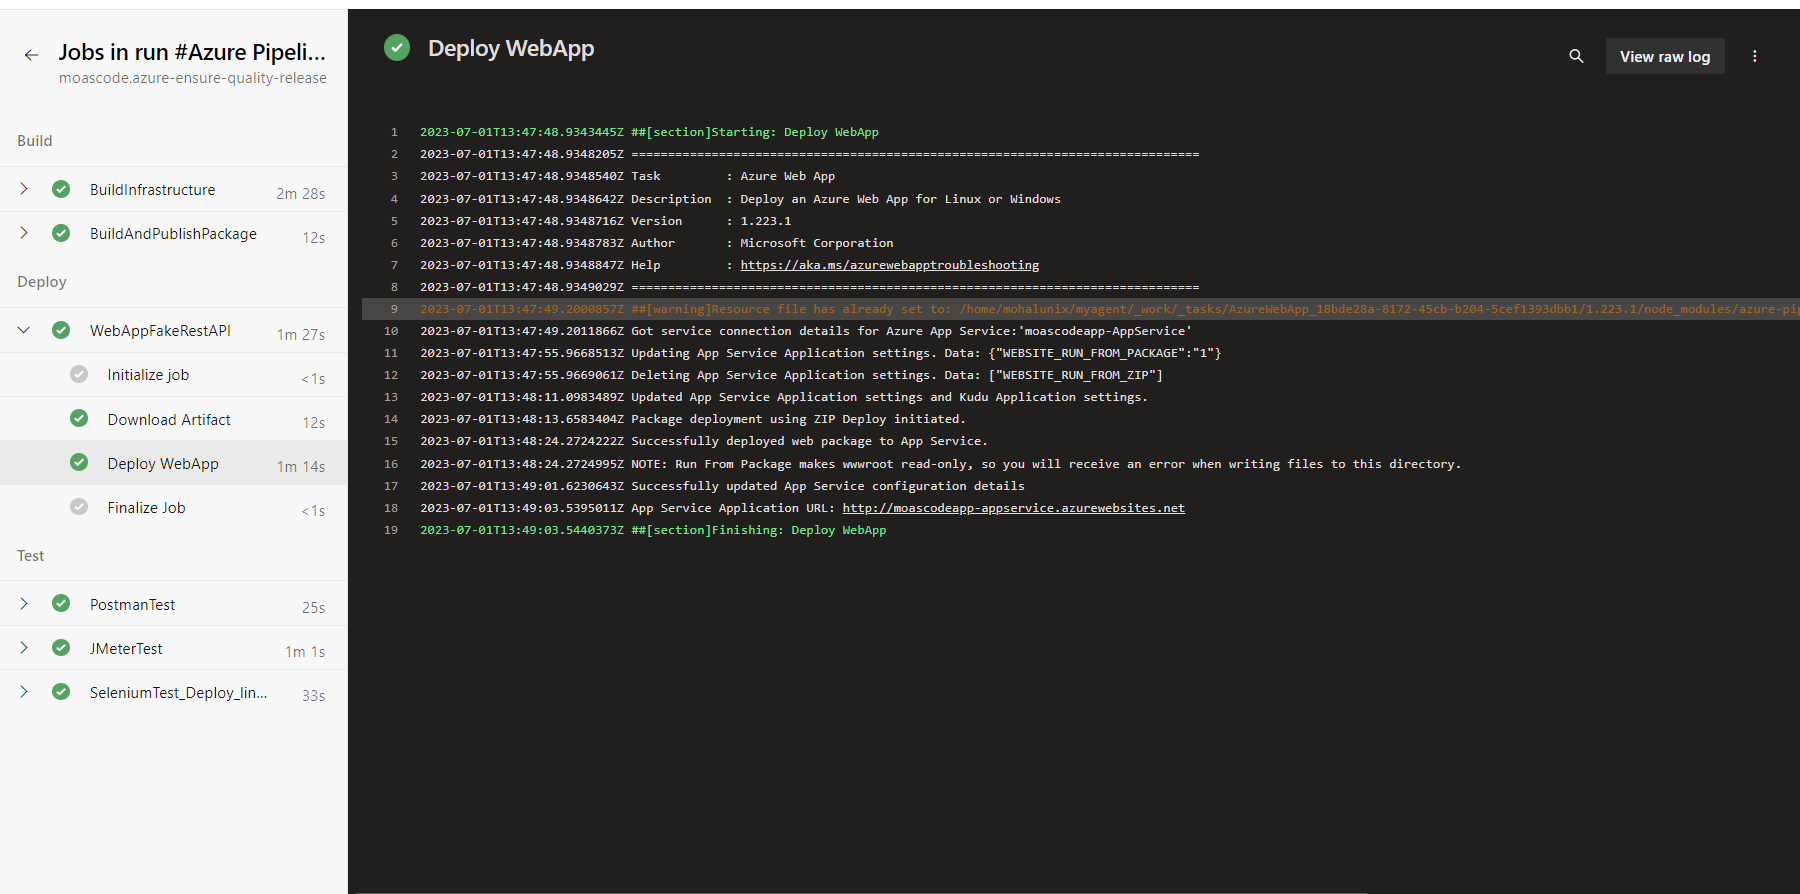 Jobs in run #Azure Pipeli...
moascode.azure-ensure-quality-release
Build
BuildInfrastructure 2m 28s
BuildAndPublishPackage 12s
Deploy
WebAppFakeRestAPI 1m 27s
Initialize job <1s
Download Artifact 12s
Deploy WebApp 1m 14s
Finalize Job <1s
Test
PostmanTest 25s
JMeterTest 1m 1s
SeleniumTest_Deploy_lin... 33s
Deploy WebApp
View raw log
1 2023-07-01T13:47:48.9343445Z ##[section]Starting: Deploy WebApp
2 2023-07-01T13:47:48.9348205Z ==============================================================================
3 2023-07-01T13:47:48.9348540Z Task         : Azure Web App
4 2023-07-01T13:47:48.9348642Z Description  : Deploy an Azure Web App for Linux or Windows
5 2023-07-01T13:47:48.9348716Z Version      : 1.223.1
6 2023-07-01T13:47:48.9348783Z Author       : Microsoft Corporation
7 2023-07-01T13:47:48.9348847Z Help         : https://aka.ms/azurewebapptroubleshooting
8 2023-07-01T13:47:48.9349029Z ==============================================================================
9 2023-07-01T13:47:49.2000857Z ##[warning]Resource file has already set to: /home/mohalunix/myagent/_work/_tasks/AzureWebApp_18bde28a-8172-45cb-b204-5cef1393dbb1/1.223.1/node_modules/azure-pip
10 2023-07-01T13:47:49.2011866Z Got service connection details for Azure App Service:'moascodeapp-AppService'
11 2023-07-01T13:47:55.9668513Z Updating App Service Application settings. Data: {"WEBSITE_RUN_FROM_PACKAGE":"1"}
12 2023-07-01T13:47:55.9669061Z Deleting App Service Application settings. Data: ["WEBSITE_RUN_FROM_ZIP"]
13 2023-07-01T13:48:11.0983489Z Updated App Service Application settings and Kudu Application settings.
14 2023-07-01T13:48:13.6583404Z Package deployment using ZIP Deploy initiated.
15 2023-07-01T13:48:24.2724222Z Successfully deployed web package to App Service.
16 2023-07-01T13:48:24.2724995Z NOTE: Run From Package makes wwwroot read-only, so you will receive an error when writing files to this directory.
17 2023-07-01T13:49:01.6230643Z Successfully updated App Service configuration details
18 2023-07-01T13:49:03.5395011Z App Service Application URL: http://moascodeapp-appservice.azurewebsites.net
19 2023-07-01T13:49:03.5440373Z ##[section]Finishing: Deploy WebApp